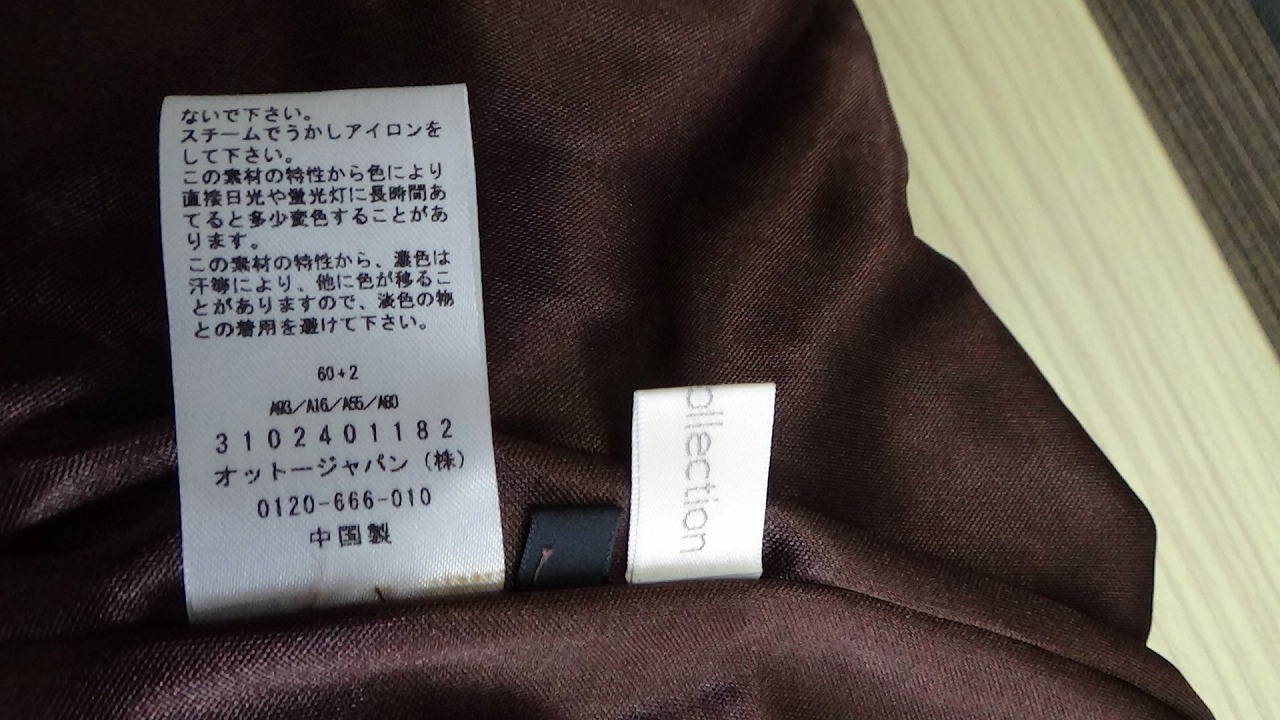 ないで下さい。
スチームでうかしアイロンを
して下さい。
この素材の特性から色により
直接日光や蛍光灯に長時間あ
てると多少変色することがあ
ります。
この素材の特性から、濃色は
汗等により、他に色が移るこ
とがありますので、淡色の物
との着用を避けて下さい。
60+2
A93/A16/A55/A80
3102401182
オットージャパン（株）
0120-666-010
中国製
ollection